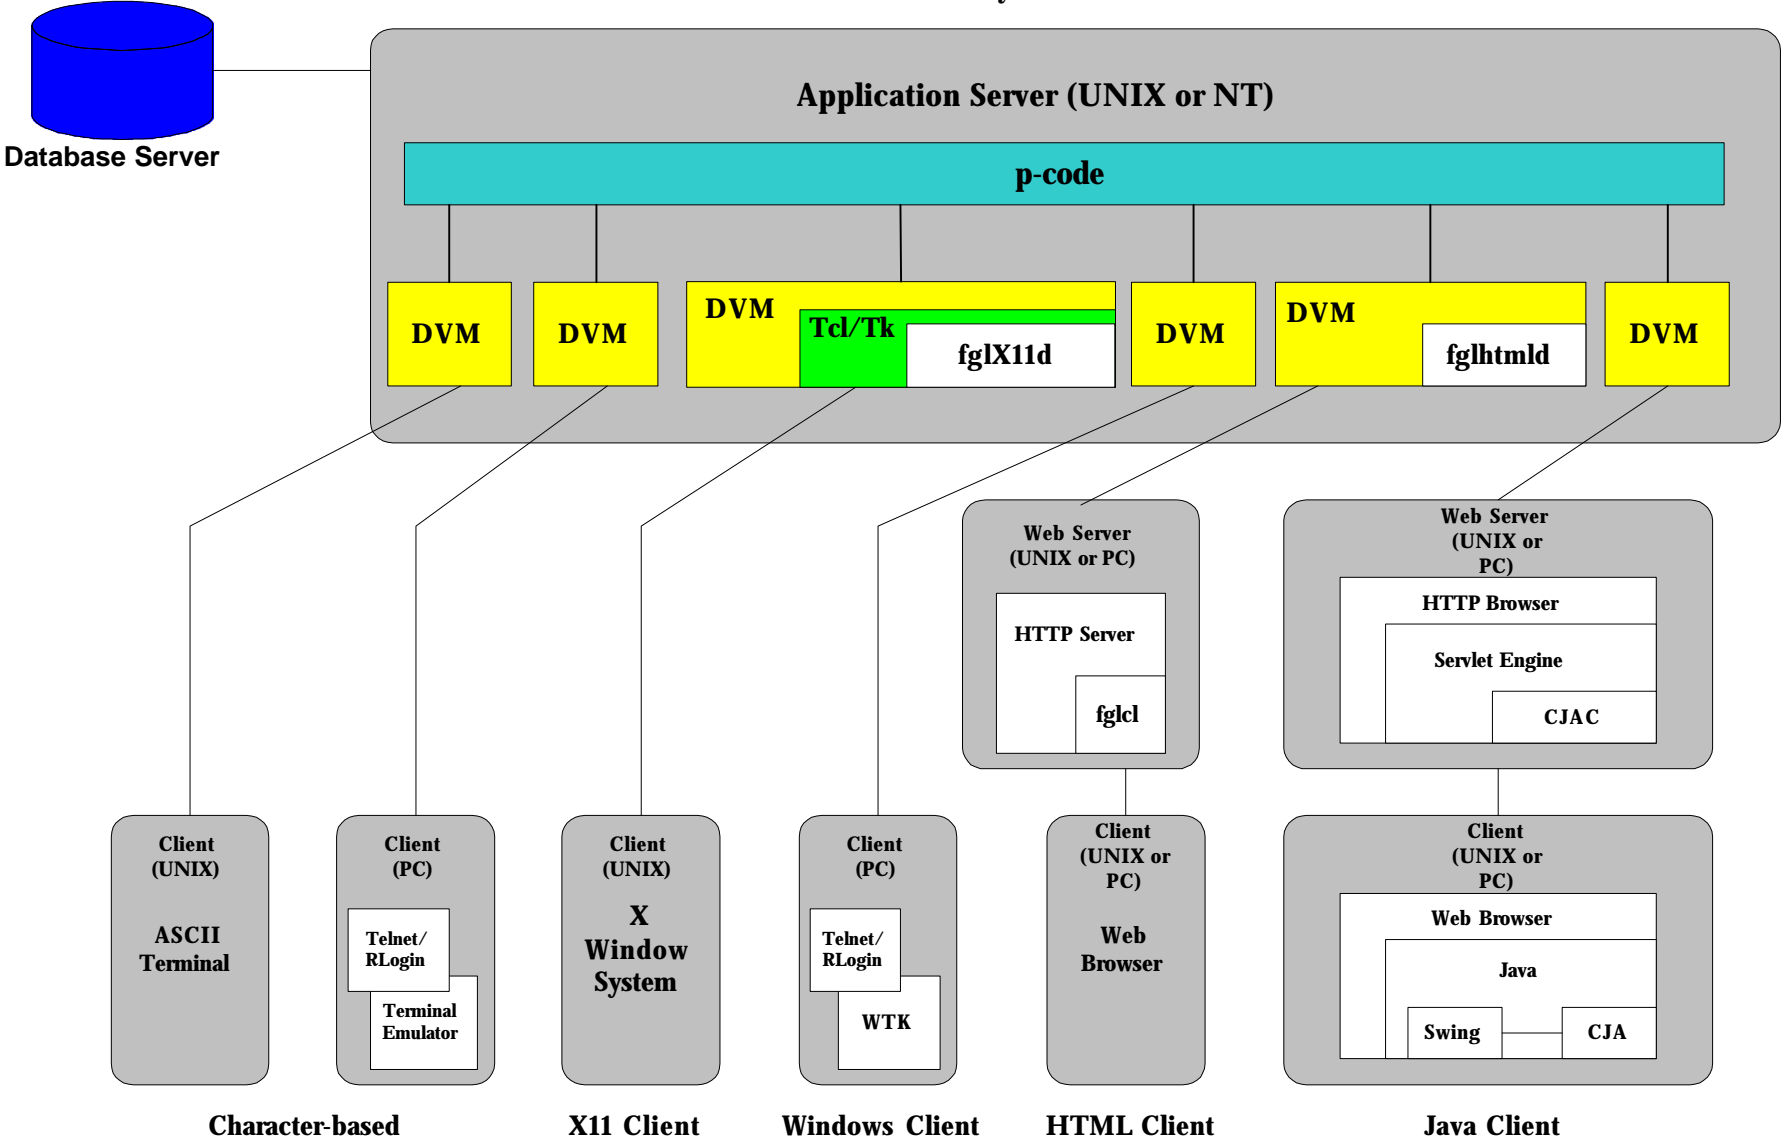 Application Server (UNIX or NT)
Database Server
p-code
DVM
DVM
DVM
Tcl/Tk
fglX11d
DVM
DVM
fglhtmld
DVM
Web Server
(UNIX or PC)
HTTP Server
fglcl
Web Server
(UNIX or
PC)
HTTP Browser
Servlet Engine
CJAC
Client
(UNIX)
ASCII
Terminal
Client
(PC)
Telnet/
RLogin
Terminal
Emulator
Client
(UNIX)
X
Window
System
Client
(PC)
Telnet/
RLogin
WTK
Client
(UNIX or
PC)
Web
Browser
Client
(UNIX or
PC)
Web Browser
Java
Swing
CJA
Character-based
X11 Client
Windows Client
HTML Client
Java Client